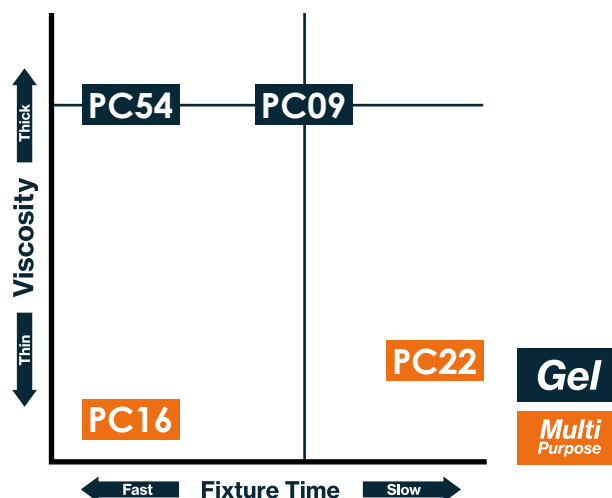 PC54
PC09
Thick
Viscosity
Thin
PC22
PC16
Gel
Multi
Purpose
Fast
Fixture Time
Slow